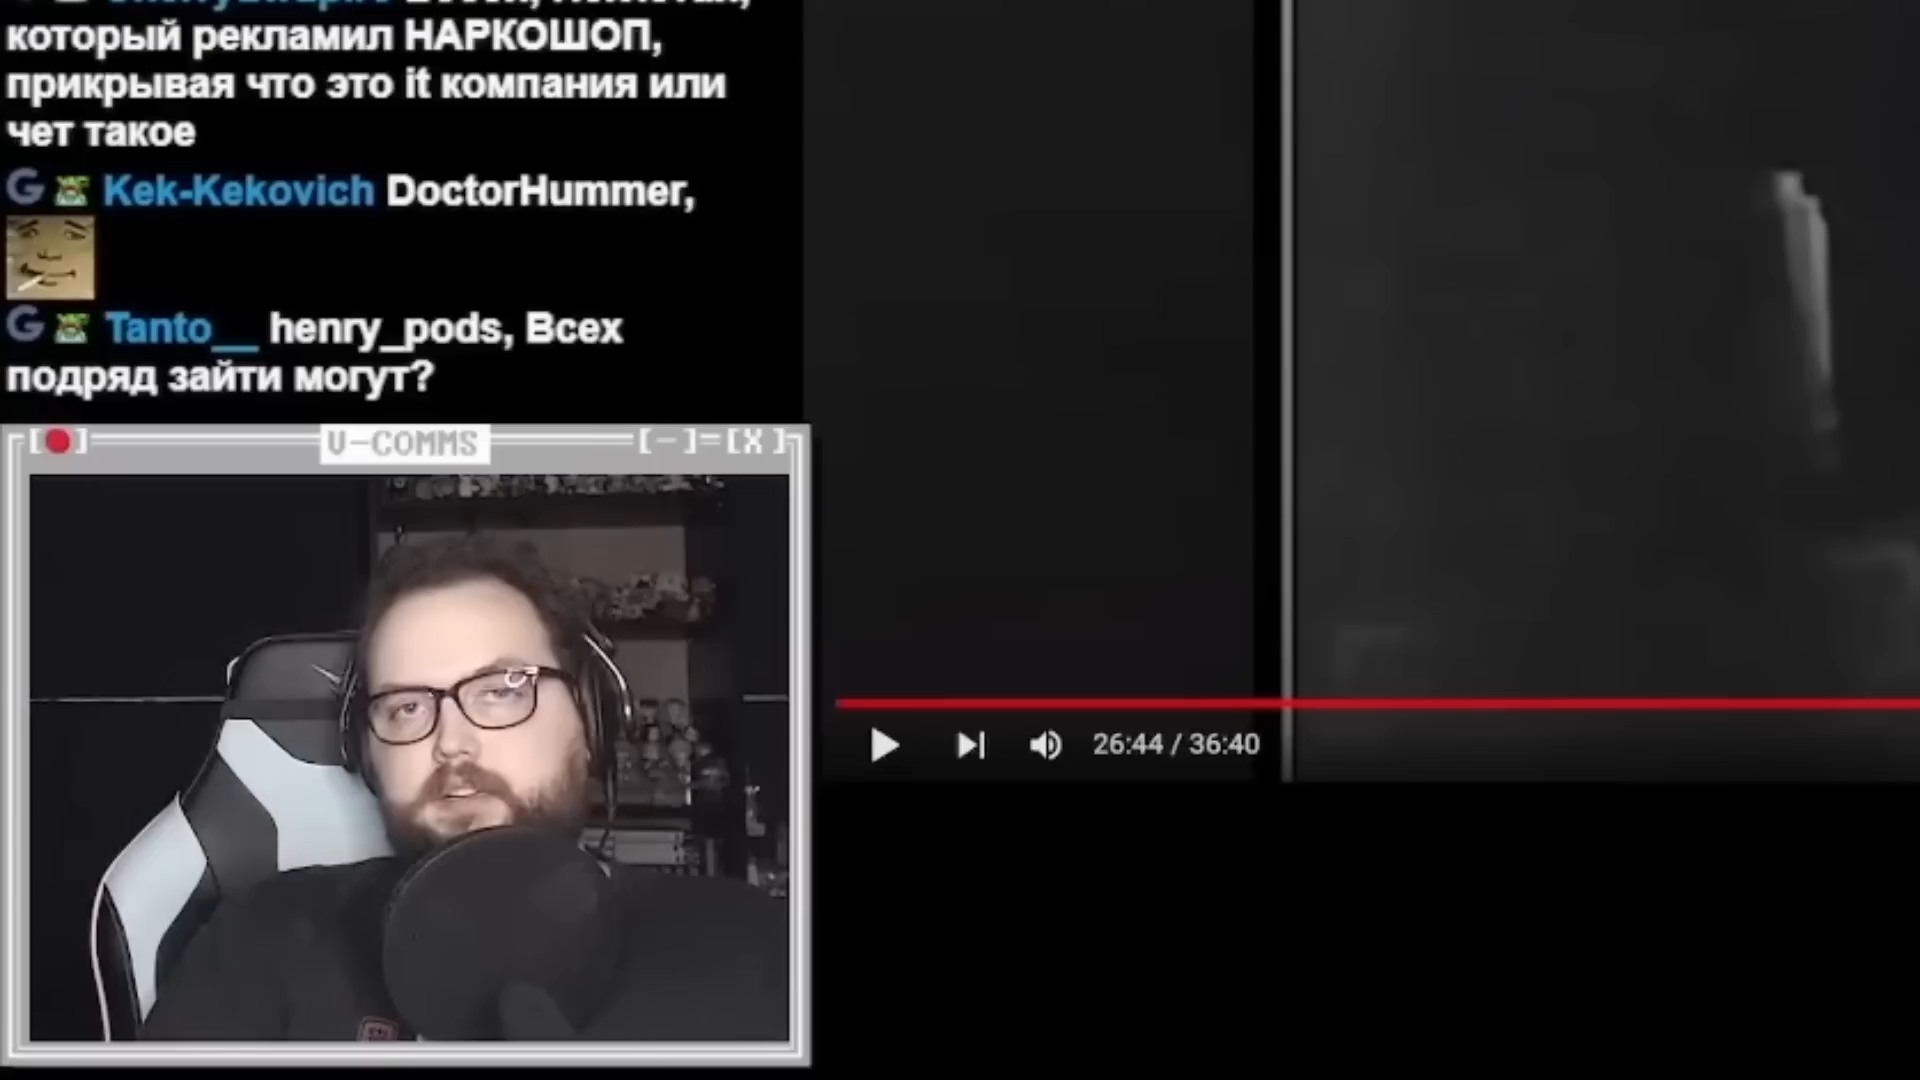 который рекламил НАРКОШОП,
прикрывая что это it компания или
чет такое
Kek-Kekovich DoctorHummer,
Tanto__ henry_pods, Всех
подряд зайти могут?
V-COMMS
26:44 / 36:40